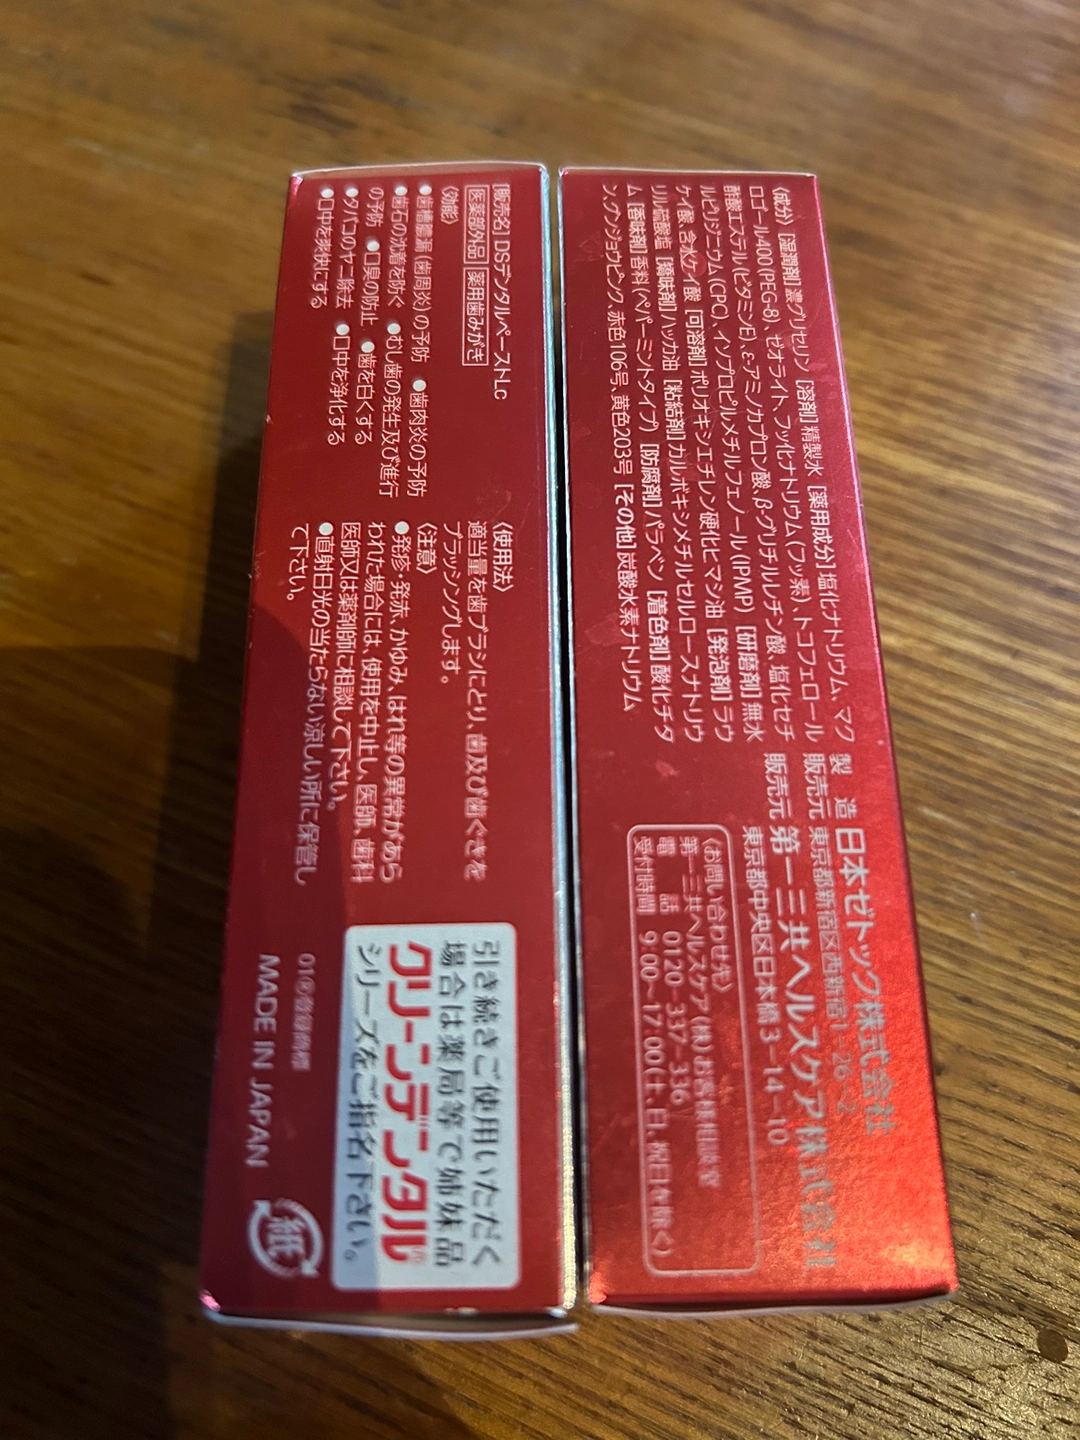 [販売名] DSデンタルペーストLc
医薬部外品 薬用歯みがき
〈効能〉
●歯槽膿漏(歯周炎)の予防 ●歯肉炎の予防
●歯石の沈着を防ぐ ●むし歯の発生及び進行
の予防 ●口臭の防止 ●歯を白くする
●タバコのヤニ除去 ●口中を浄化する
●口中を爽快にする
〈使用法〉
適当量を歯ブラシにとり、歯及び歯ぐきを
ブラッシングします。
〈注意〉
●発疹・発赤、かゆみ、はれ等の異常があら
われた場合には、使用を中止し、医師、歯科
医師又は薬剤師に相談して下さい。
●直射日光の当たらない涼しい所に保管し
て下さい。
引き続きご使用いただく
場合は薬局等で姉妹品
クリーンデンタル®
シリーズをご指名下さい。
MADE IN JAPAN
紙
〈成分〉[湿潤剤]濃グリセリン [溶剤]精製水 [薬用成分]塩化ナトリウム、マク
ロゴール400(PEG-8)、ゼオライト、フッ化ナトリウム(フッ素)、トコフェロール
酢酸エステル(ビタミンE)、ε-アミノカプロン酸、β-グリチルレチン酸、塩化セチ
ルピリジニウム(CPC)、イソプロピルメチルフェノール(IPMP) [研磨剤]無水
ケイ酸、含水ケイ酸 [可溶剤]ポリオキシエチレン硬化ヒマシ油 [発泡剤]ラウ
リル硫酸塩 [矯味剤]ハッカ油 [粘結剤]カルボキシメチルセルロースナトリウ
ム [香味剤]香料(ペパーミントタイプ) [防腐剤]パラベン [着色剤]酸化チタ
ン、グンジョウピンク、赤色106号、黄色203号 [その他]炭酸水素ナトリウム
製造 日本ゼトック株式会社
販売元 東京都新宿区西新宿1-26-2
販売元 第一三共ヘルスケア株式会社
東京都中央区日本橋3-14-10
〈お問い合わせ先〉
第一三共ヘルスケア(株)お客様相談室
電話 0120-337-336
受付時間 9:00~17:00(土、日、祝日を除く)